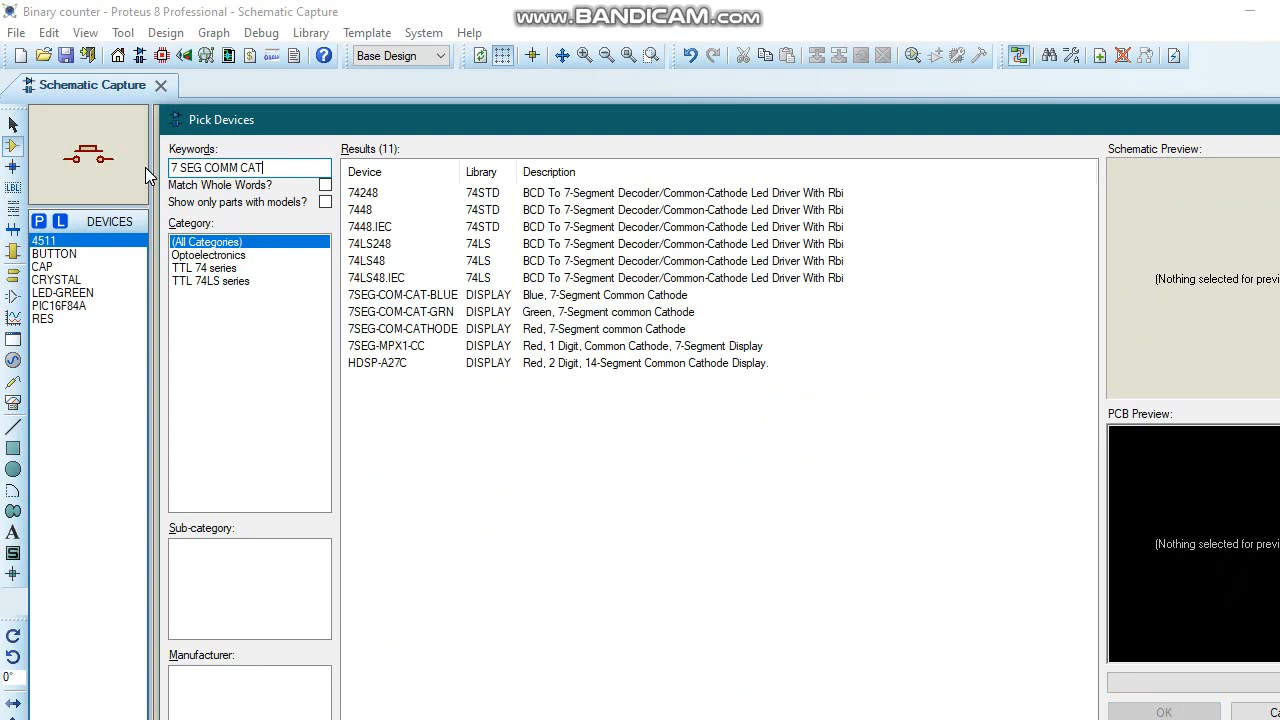 Binary counter - Proteus 8 Professional - Schematic Capture
www.BANDICAM.com
File Edit View Tool Design Graph Debug Library Template System Help
Base Design
Schematic Capture
Pick Devices
Keywords:
7 SEG COMM CAT
Match Whole Words?
Show only parts with models?
Category:
(All Categories)
Optoelectronics
TTL 74 series
TTL 74LS series
Sub-category:
Manufacturer:
P L DEVICES
4511
BUTTON
CAP
CRYSTAL
LED-GREEN
PIC16F84A
RES
LBL
A
S
0°
Results (11):
Device Library Description
74248 74STD BCD To 7-Segment Decoder/Common-Cathode Led Driver With Rbi
7448 74STD BCD To 7-Segment Decoder/Common-Cathode Led Driver With Rbi
7448.IEC 74STD BCD To 7-Segment Decoder/Common-Cathode Led Driver With Rbi
74LS248 74LS BCD To 7-Segment Decoder/Common-Cathode Led Driver With Rbi
74LS48 74LS BCD To 7-Segment Decoder/Common-Cathode Led Driver With Rbi
74LS48.IEC 74LS BCD To 7-Segment Decoder/Common-Cathode Led Driver With Rbi
7SEG-COM-CAT-BLUE DISPLAY Blue, 7-Segment Common Cathode
7SEG-COM-CAT-GRN DISPLAY Green, 7-Segment common Cathode
7SEG-COM-CATHODE DISPLAY Red, 7-Segment common Cathode
7SEG-MPX1-CC DISPLAY Red, 1 Digit, Common Cathode, 7-Segment Display
HDSP-A27C DISPLAY Red, 2 Digit, 14-Segment Common Cathode Display.
Schematic Preview:
(Nothing selected for previ
PCB Preview:
(Nothing selected for previ
OK
Ca